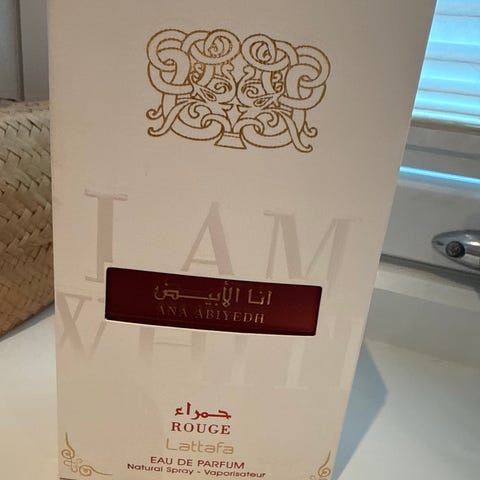 I AM
WHITE
أنا الأبيض
ANA ABIYEDH
حمراء
ROUGE
Lattafa
EAU DE PARFUM
Natural Spray - Vaporisateur